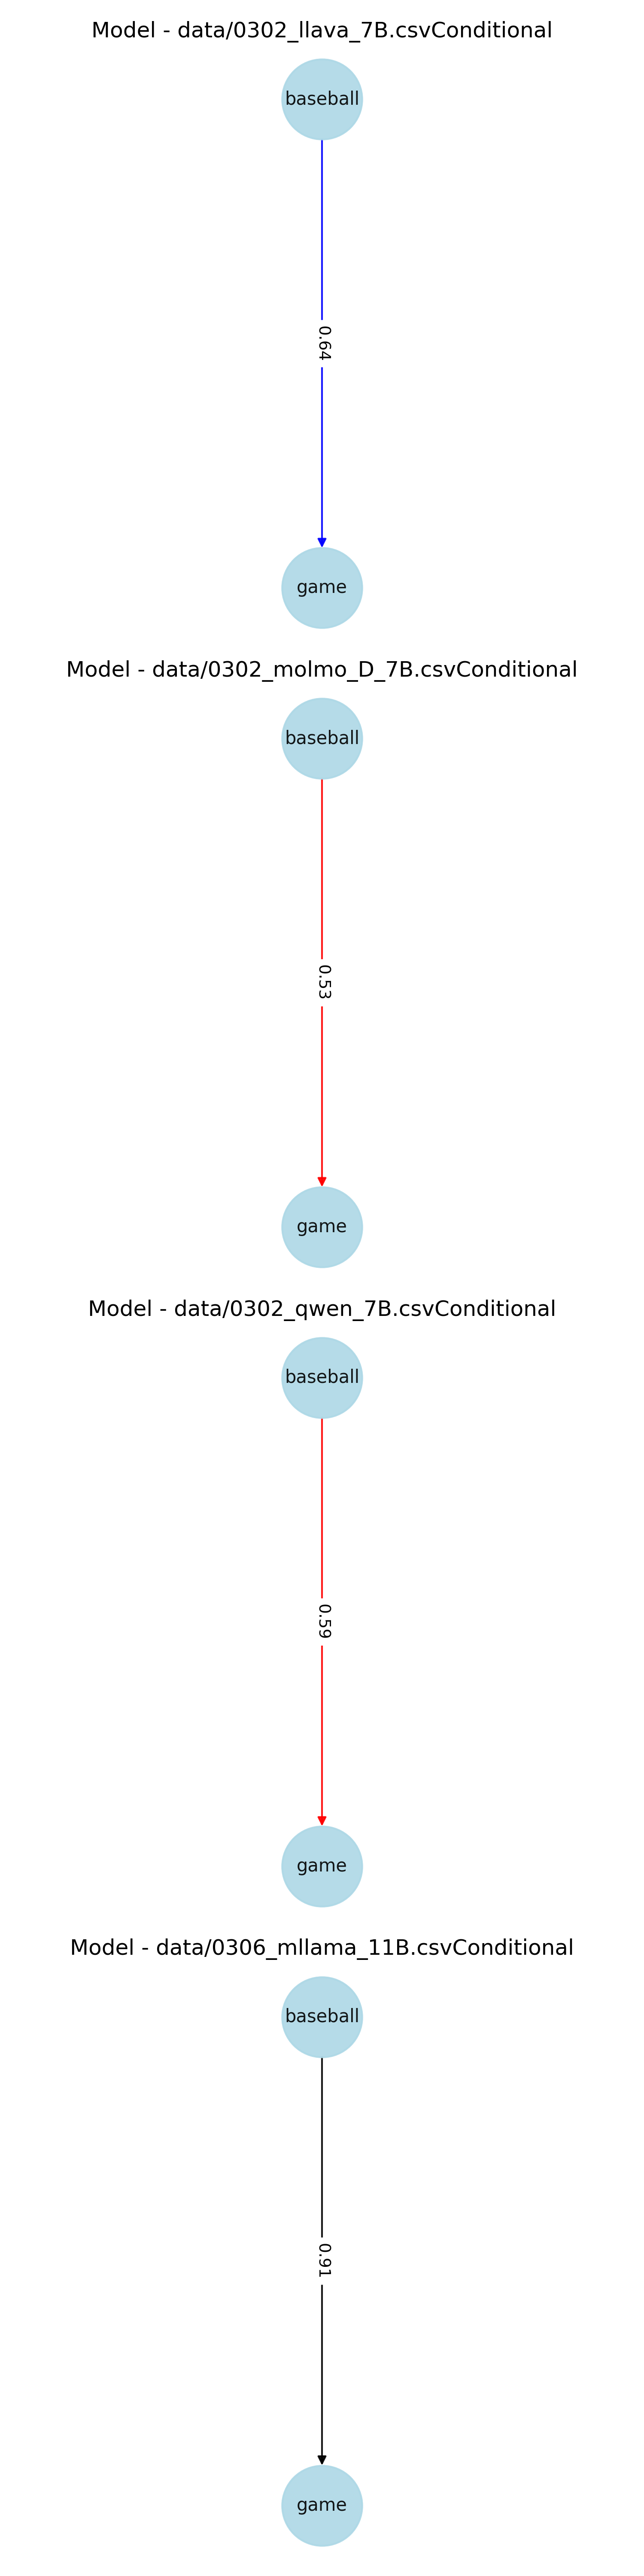 Model - data/0302_llava_7B.csvConditional
baseball
0.64
game
Model - data/0302_molmo_D_7B.csvConditional
baseball
0.53
game
Model - data/0302_qwen_7B.csvConditional
baseball
0.59
game
Model - data/0306_mllama_11B.csvConditional
baseball
0.91
game